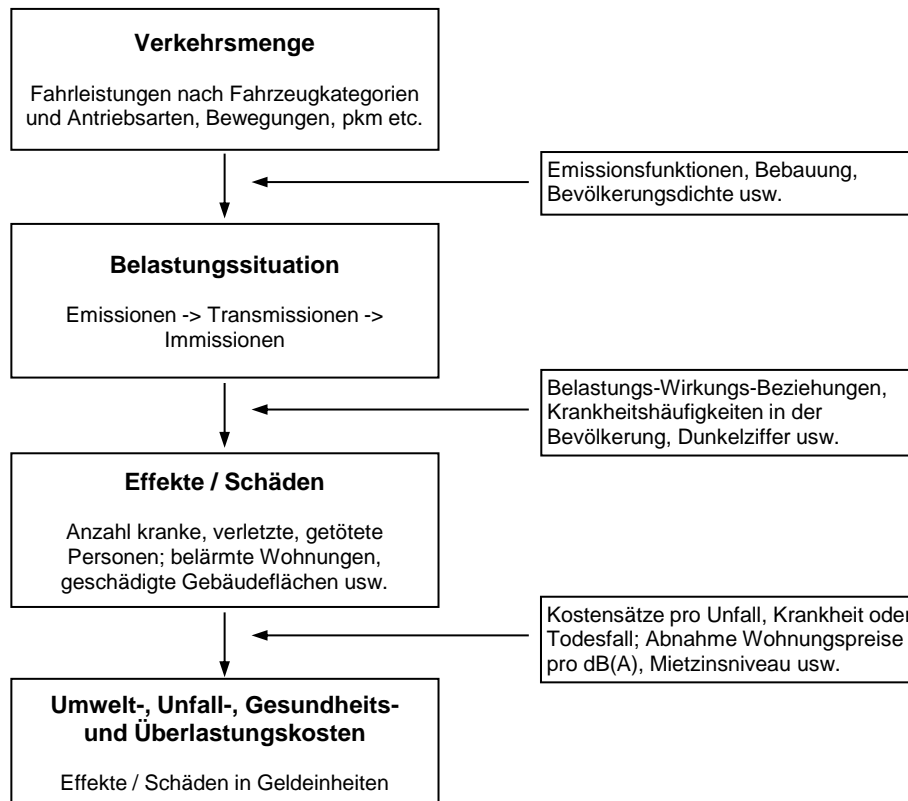 Verkehrsmenge
Fahrleistungen nach Fahrzeugkategorien
und Antriebsarten, Bewegungen, pkm etc.
Emissionsfunktionen, Bebauung,
Bevölkerungsdichte usw.
Belastungssituation
Emissionen -> Transmissionen ->
Immissionen
Belastungs-Wirkungs-Beziehungen,
Krankheitshäufigkeiten in der
Bevölkerung, Dunkelziffer usw.
Effekte / Schäden
Anzahl kranke, verletzte, getötete
Personen; belärmte Wohnungen,
geschädigte Gebäudeflächen usw.
Kostensätze pro Unfall, Krankheit oder
Todesfall; Abnahme Wohnungspreise
pro dB(A), Mietzinsniveau usw.
Umwelt-, Unfall-, Gesundheits-
und Überlastungskosten
Effekte / Schäden in Geldeinheiten